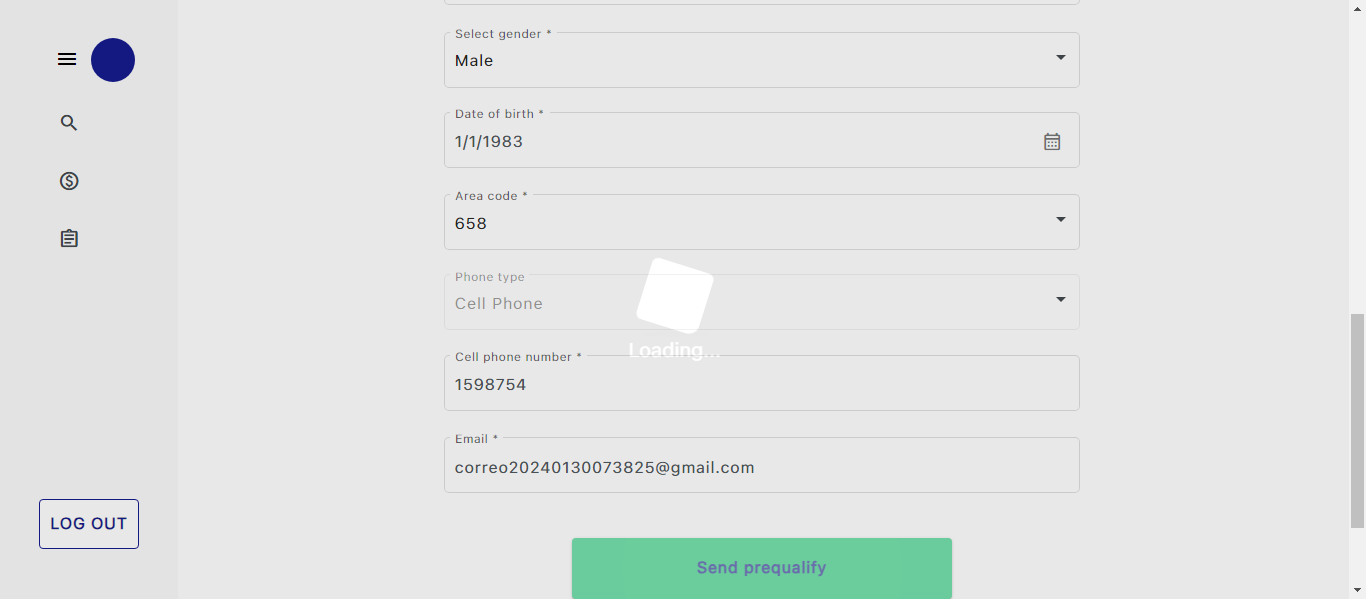 Select gender *
Male
Date of birth *
1/1/1983
Area code *
658
Phone type
Cell Phone
Loading...
Cell phone number *
1598754
Email *
correo20240130073825@gmail.com
LOG OUT
Send prequalify